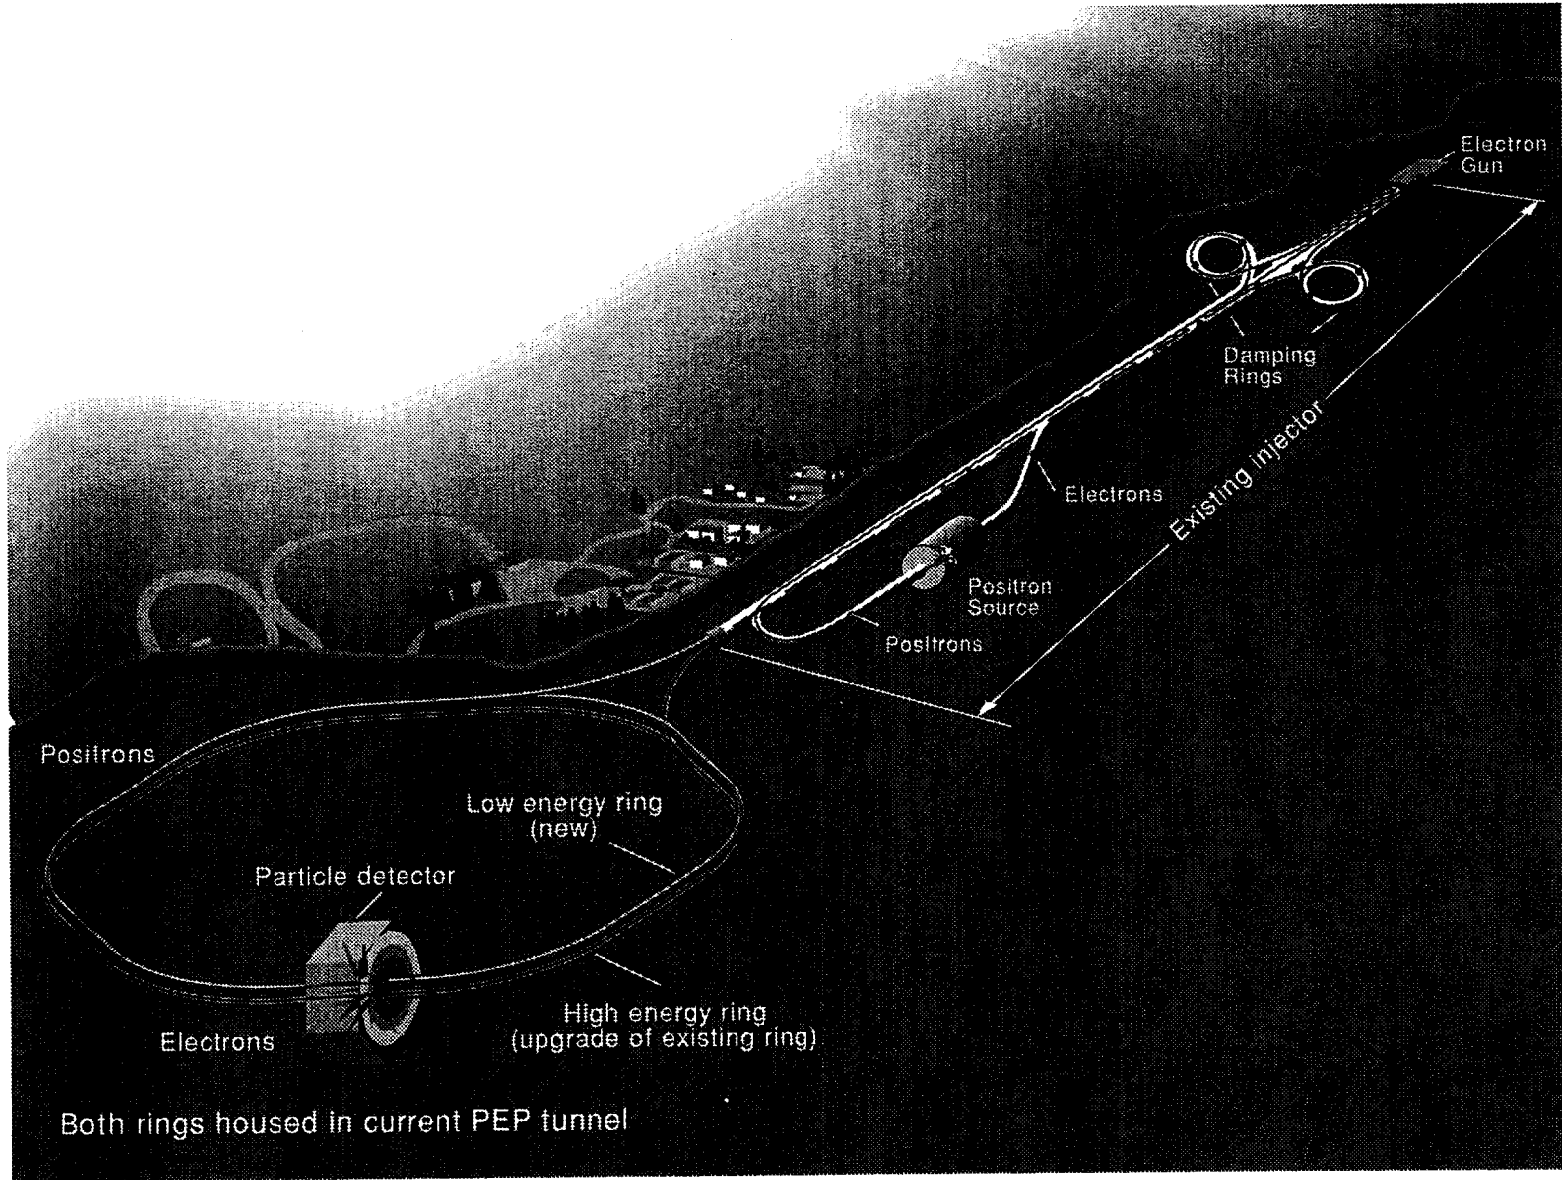 Electron
Gun
Damping
Rings
Existing injector
Electrons
Positron
Source
Positrons
Positrons
Low energy ring
(new)
Particle detector
High energy ring
(upgrade of existing ring)
Electrons
Both rings housed in current PEP tunnel